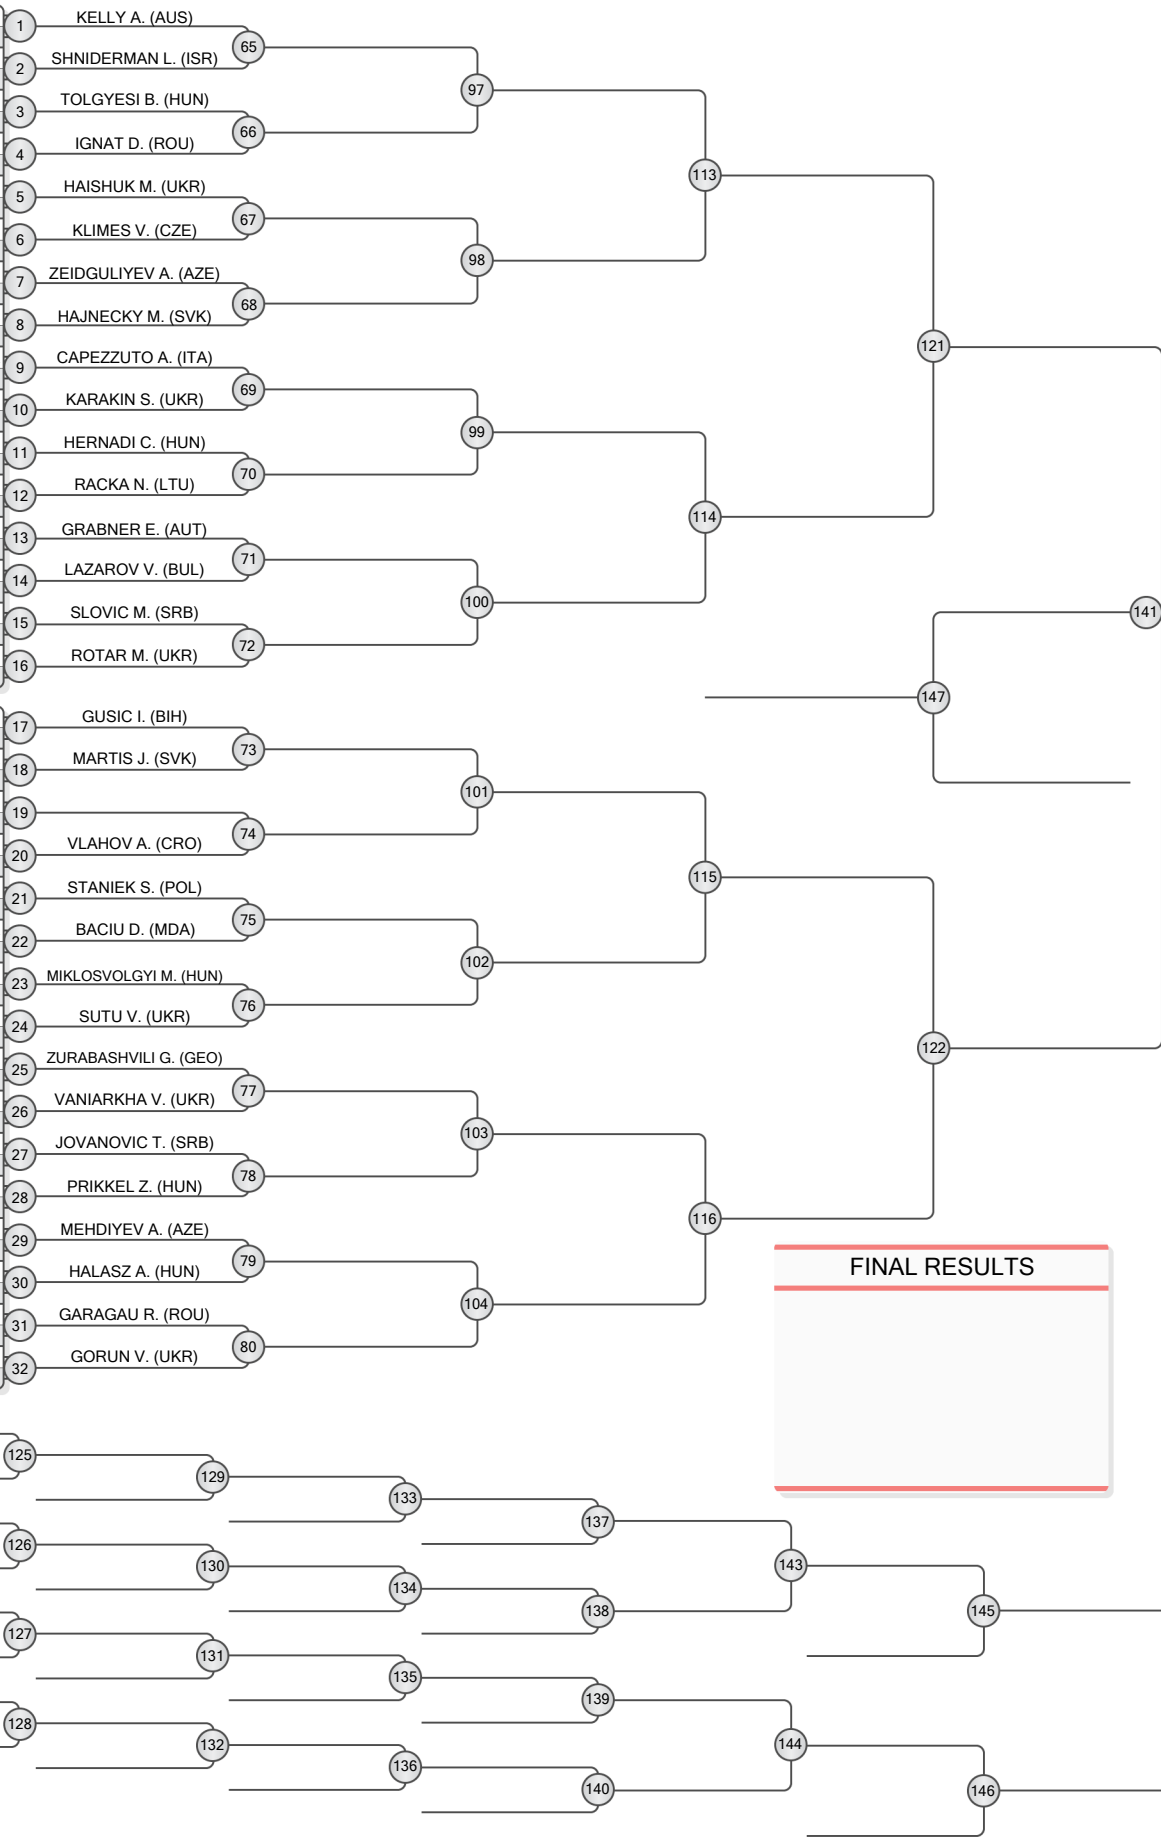 1 KELLY A. (AUS)
65
2 SHNIDERMAN L. (ISR)
97
3 TOLGYESI B. (HUN)
66
4 IGNAT D. (ROU)
113
5 HAISHUK M. (UKR)
67
6 KLIMES V. (CZE)
98
7 ZEIDGULIYEV A. (AZE)
68
8 HAJNECKY M. (SVK)
121
9 CAPEZZUTO A. (ITA)
69
10 KARAKIN S. (UKR)
99
11 HERNADI C. (HUN)
70
12 RACKA N. (LTU)
114
13 GRABNER E. (AUT)
71
14 LAZAROV V. (BUL)
100
141
15 SLOVIC M. (SRB)
72
16 ROTAR M. (UKR)
147
17 GUSIC I. (BIH)
73
18 MARTIS J. (SVK)
101
19
74
20 VLAHOV A. (CRO)
115
21 STANIEK S. (POL)
75
22 BACIU D. (MDA)
102
23 MIKLOSVOLGYI M. (HUN)
76
24 SUTU V. (UKR)
122
25 ZURABASHVILI G. (GEO)
77
26 VANIARKHA V. (UKR)
103
27 JOVANOVIC T. (SRB)
78
28 PRIKKEL Z. (HUN)
116
29 MEHDIYEV A. (AZE)
79
30 HALASZ A. (HUN)
104
31 GARAGAU R. (ROU)
80
32 GORUN V. (UKR)
FINAL RESULTS
125
129
133
137
126
130
134
138
143
145
127
131
135
139
128
132
136
140
144
146